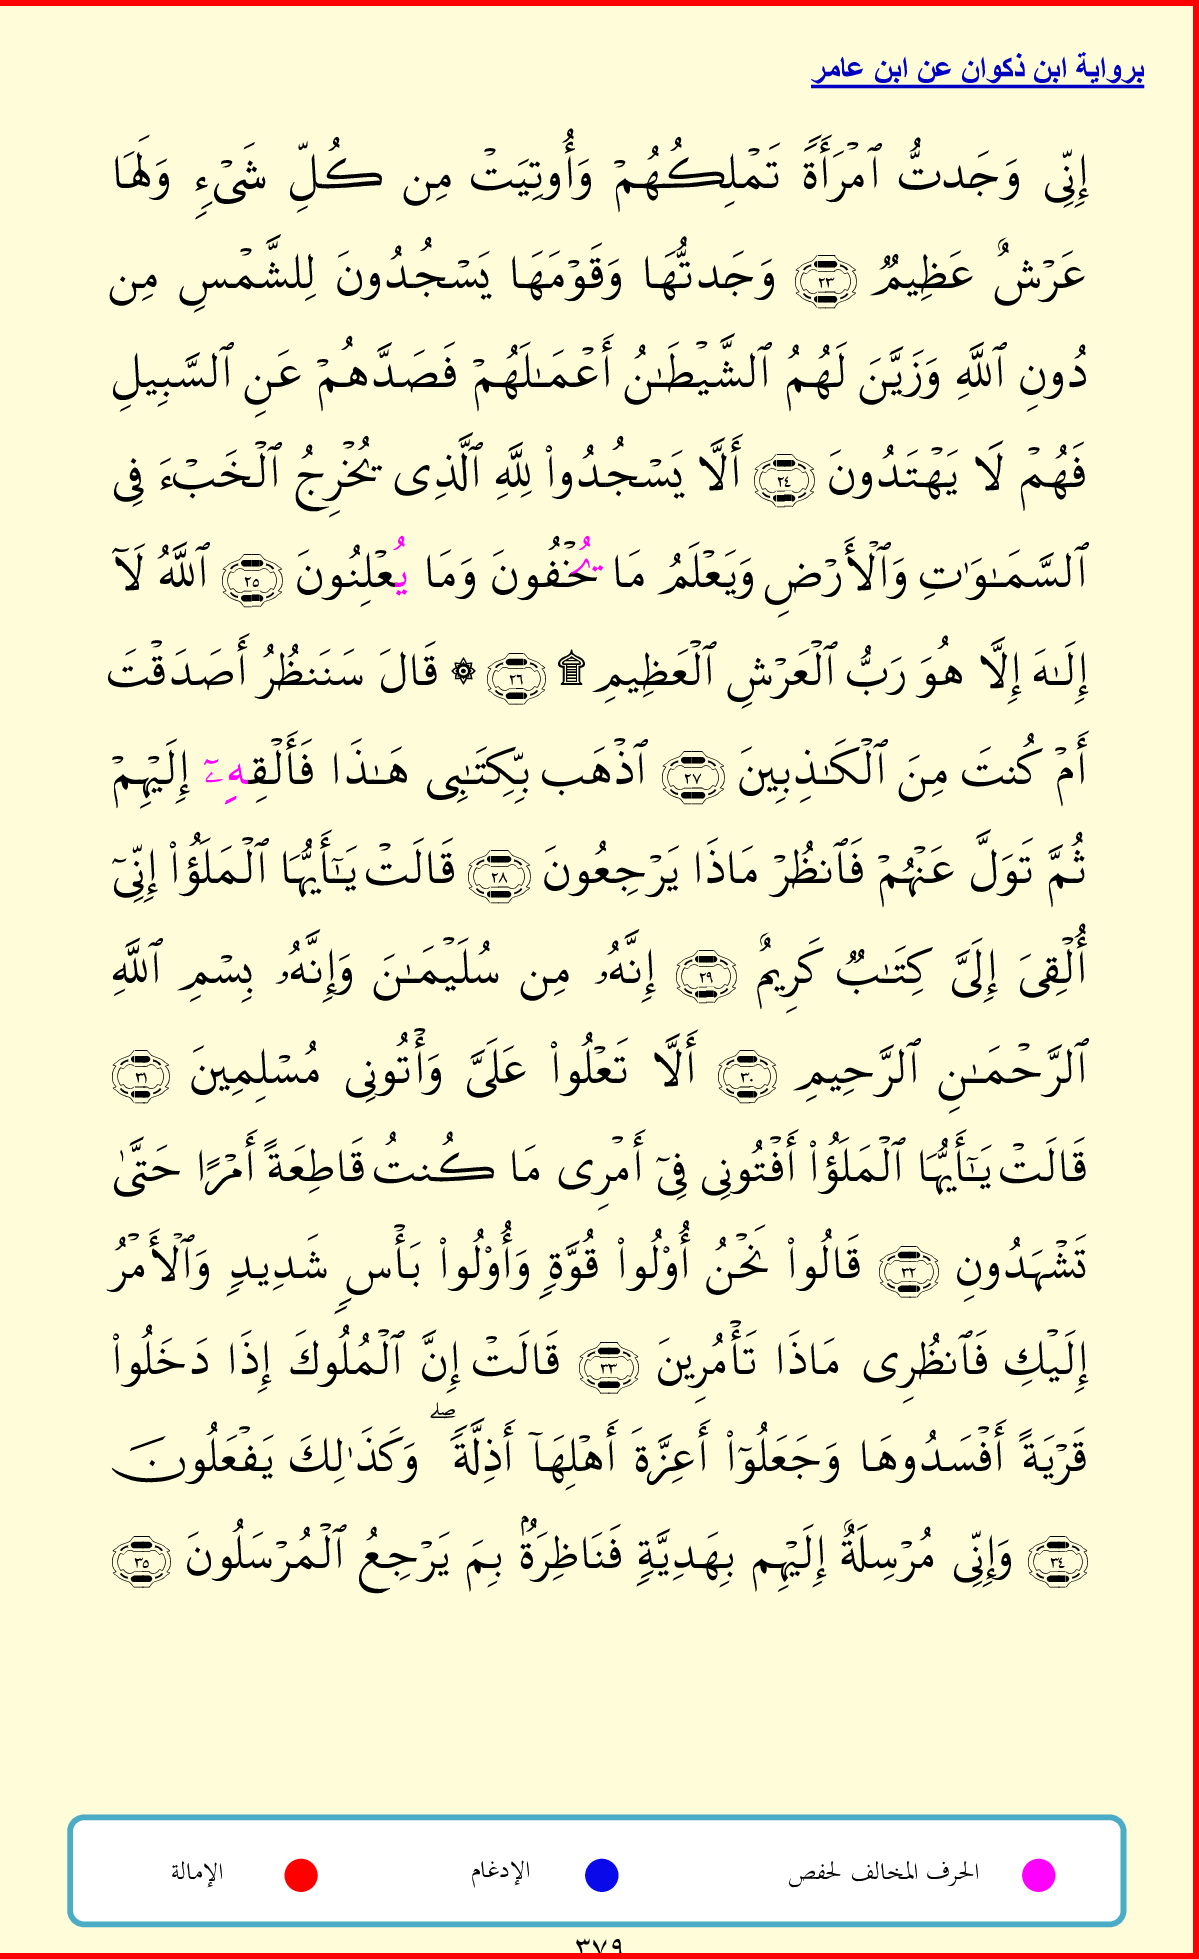 برواية ابن ذكوان عن ابن عامر
إِنِّى وَجَدتُّ ٱمْرَأَةً تَمْلِكُهُمْ وَأُوتِيَتْ مِن كُلِّ شَىْءٍ وَلَهَا
عَرْشٌ عَظِيمٌ ٢٣ وَجَدتُّهَا وَقَوْمَهَا يَسْجُدُونَ لِلشَّمْسِ مِن
دُونِ ٱللَّهِ وَزَيَّنَ لَهُمُ ٱلشَّيْطَٰنُ أَعْمَٰلَهُمْ فَصَدَّهُمْ عَنِ ٱلسَّبِيلِ
فَهُمْ لَا يَهْتَدُونَ ٢٤ أَلَّا يَسْجُدُوا۟ لِلَّهِ ٱلَّذِى يُخْرِجُ ٱلْخَبْءَ فِى
ٱلسَّمَٰوَٰتِ وَٱلْأَرْضِ وَيَعْلَمُ مَا يُخْفُونَ وَمَا يُعْلِنُونَ ٢٥ ٱللَّهُ لَآ
إِلَٰهَ إِلَّا هُوَ رَبُّ ٱلْعَرْشِ ٱلْعَظِيمِ ۩ ٢٦ ۞ قَالَ سَنَنظُرُ أَصَدَقْتَ
أَمْ كُنتَ مِنَ ٱلْكَٰذِبِينَ ٢٧ ٱذْهَب بِّكِتَٰبِى هَٰذَا فَأَلْقِهِۦٓ إِلَيْهِمْ
ثُمَّ تَوَلَّ عَنْهُمْ فَٱنظُرْ مَاذَا يَرْجِعُونَ ٢٨ قَالَتْ يَٰٓأَيُّهَا ٱلْمَلَؤُا۟ إِنِّىٓ
أُلْقِىَ إِلَىَّ كِتَٰبٌ كَرِيمٌ ٢٩ إِنَّهُۥ مِن سُلَيْمَٰنَ وَإِنَّهُۥ بِسْمِ ٱللَّهِ
ٱلرَّحْمَٰنِ ٱلرَّحِيمِ ٣٠ أَلَّا تَعْلُوا۟ عَلَىَّ وَأْتُونِى مُسْلِمِينَ ٣١
قَالَتْ يَٰٓأَيُّهَا ٱلْمَلَؤُا۟ أَفْتُونِى فِىٓ أَمْرِى مَا كُنتُ قَاطِعَةً أَمْرًا حَتَّىٰ
تَشْهَدُونِ ٣٢ قَالُوا۟ نَحْنُ أُو۟لُوا۟ قُوَّةٍ وَأُو۟لُوا۟ بَأْسٍ شَدِيدٍ وَٱلْأَمْرُ
إِلَيْكِ فَٱنظُرِى مَاذَا تَأْمُرِينَ ٣٣ قَالَتْ إِنَّ ٱلْمُلُوكَ إِذَا دَخَلُوا۟
قَرْيَةً أَفْسَدُوهَا وَجَعَلُوٓا۟ أَعِزَّةَ أَهْلِهَآ أَذِلَّةً ۖ وَكَذَٰلِكَ يَفْعَلُونَ
٣٤ وَإِنِّى مُرْسِلَةٌ إِلَيْهِم بِهَدِيَّةٍ فَنَاظِرَةٌۢ بِمَ يَرْجِعُ ٱلْمُرْسَلُونَ ٣٥
الحرف المخالف لحفص الإدغام الإمالة
٣٧٩